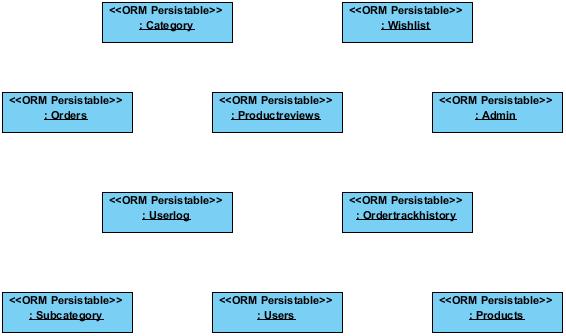 <<ORM Persistable>>
: Category
<<ORM Persistable>>
: Wishlist
<<ORM Persistable>>
: Orders
<<ORM Persistable>>
: Productreviews
<<ORM Persistable>>
: Admin
<<ORM Persistable>>
: Userlog
<<ORM Persistable>>
: Ordertrackhistory
<<ORM Persistable>>
: Subcategory
<<ORM Persistable>>
: Users
<<ORM Persistable>>
: Products